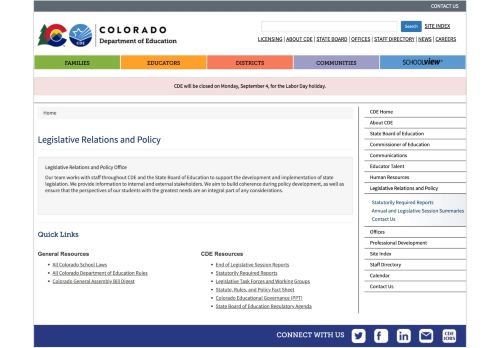 CONTACT US
COLORADO
Department of Education
CDE
Search
SITE INDEX
LICENSING | ABOUT CDE | STATE BOARD | OFFICES | STAFF DIRECTORY | NEWS | CAREERS
FAMILIES
EDUCATORS
DISTRICTS
COMMUNITIES
SCHOOLVIEW
CDE will be closed on Monday, September 4, for the Labor Day holiday.
Home
Legislative Relations and Policy
Legislative Relations and Policy Office
Our team works with staff throughout CDE and the State Board of Education to support the development and implementation of state
legislation. We provide information to internal and external stakeholders. We aim to build coherence during policy development, as well as
ensure that the perspectives of our students with the greatest needs are an integral part of any considerations.
Quick Links
General Resources
All Colorado School Laws
All Colorado Department of Education Rules
Colorado General Assembly Bill Digest
CDE Resources
End of Legislative Session Reports
Statutorily Required Reports
Legislative Task Forces and Working Groups
Statute, Rules, and Policy Fact Sheet
Colorado Educational Governance (PPT)
State Board of Education Regulatory Agenda
CDE Home
About CDE
State Board of Education
Commissioner of Education
Communications
Educator Talent
Human Resources
Legislative Relations and Policy
Statutorily Required Reports
Annual and Legislative Session Summaries
Contact Us
Offices
Professional Development
Site Index
Staff Directory
Calendar
Contact Us
CONNECT WITH US
CDE
JOBS